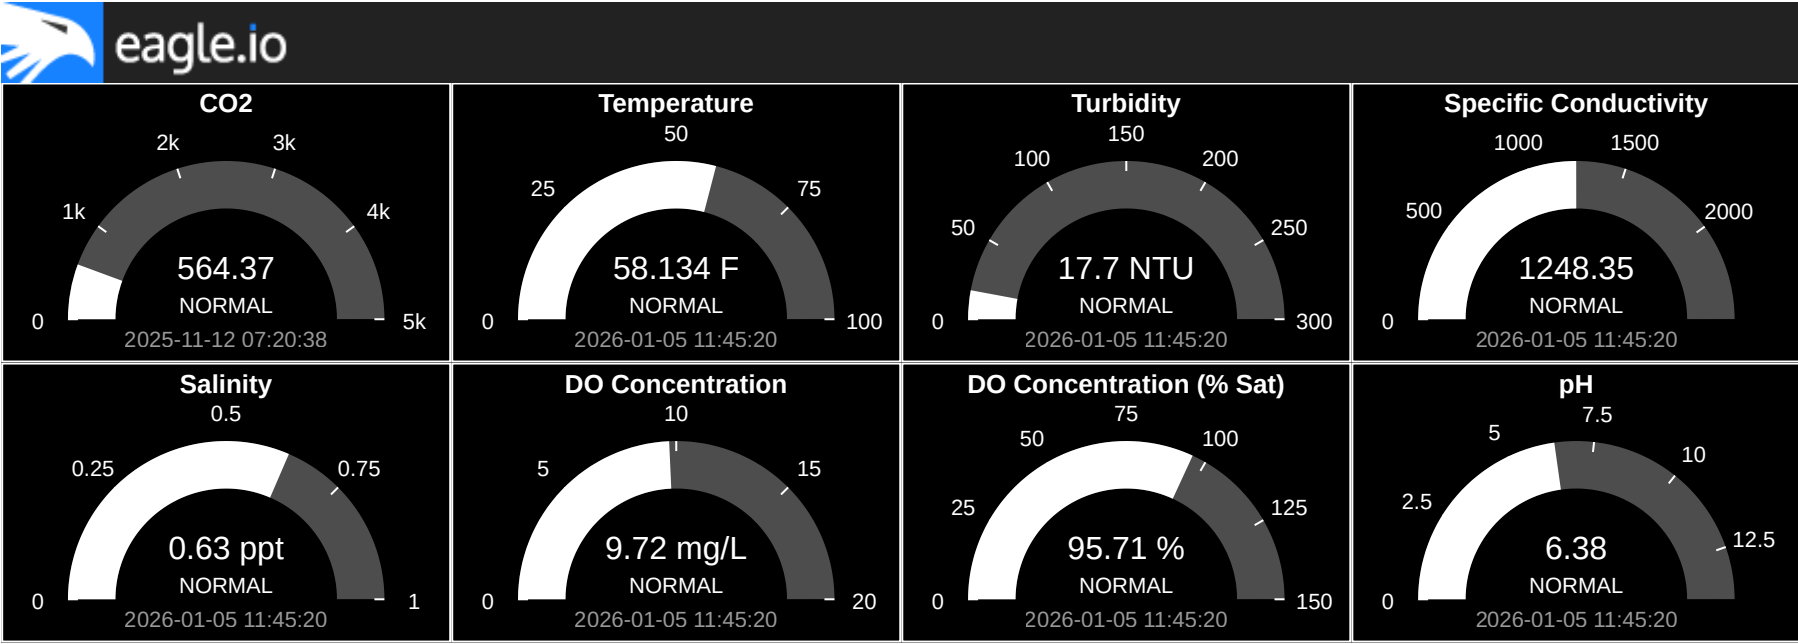 eagle.io
CO2
2k 3k
1k 4k
564.37
NORMAL
0 5k
2025-11-12 07:20:38
Temperature
50
25 75
58.134 F
NORMAL
0 100
2026-01-05 11:45:20
Turbidity
150
100 200
50 250
17.7 NTU
NORMAL
0 300
2026-01-05 11:45:20
Specific Conductivity
1000 1500
500 2000
1248.35
NORMAL
0
2026-01-05 11:45:20
Salinity
0.5
0.25 0.75
0.63 ppt
NORMAL
0 1
2026-01-05 11:45:20
DO Concentration
10
5 15
9.72 mg/L
NORMAL
0 20
2026-01-05 11:45:20
DO Concentration (% Sat)
75
50 100
25 125
95.71 %
NORMAL
0 150
2026-01-05 11:45:20
pH
7.5
5
10
2.5
12.5
6.38
NORMAL
0
2026-01-05 11:45:20